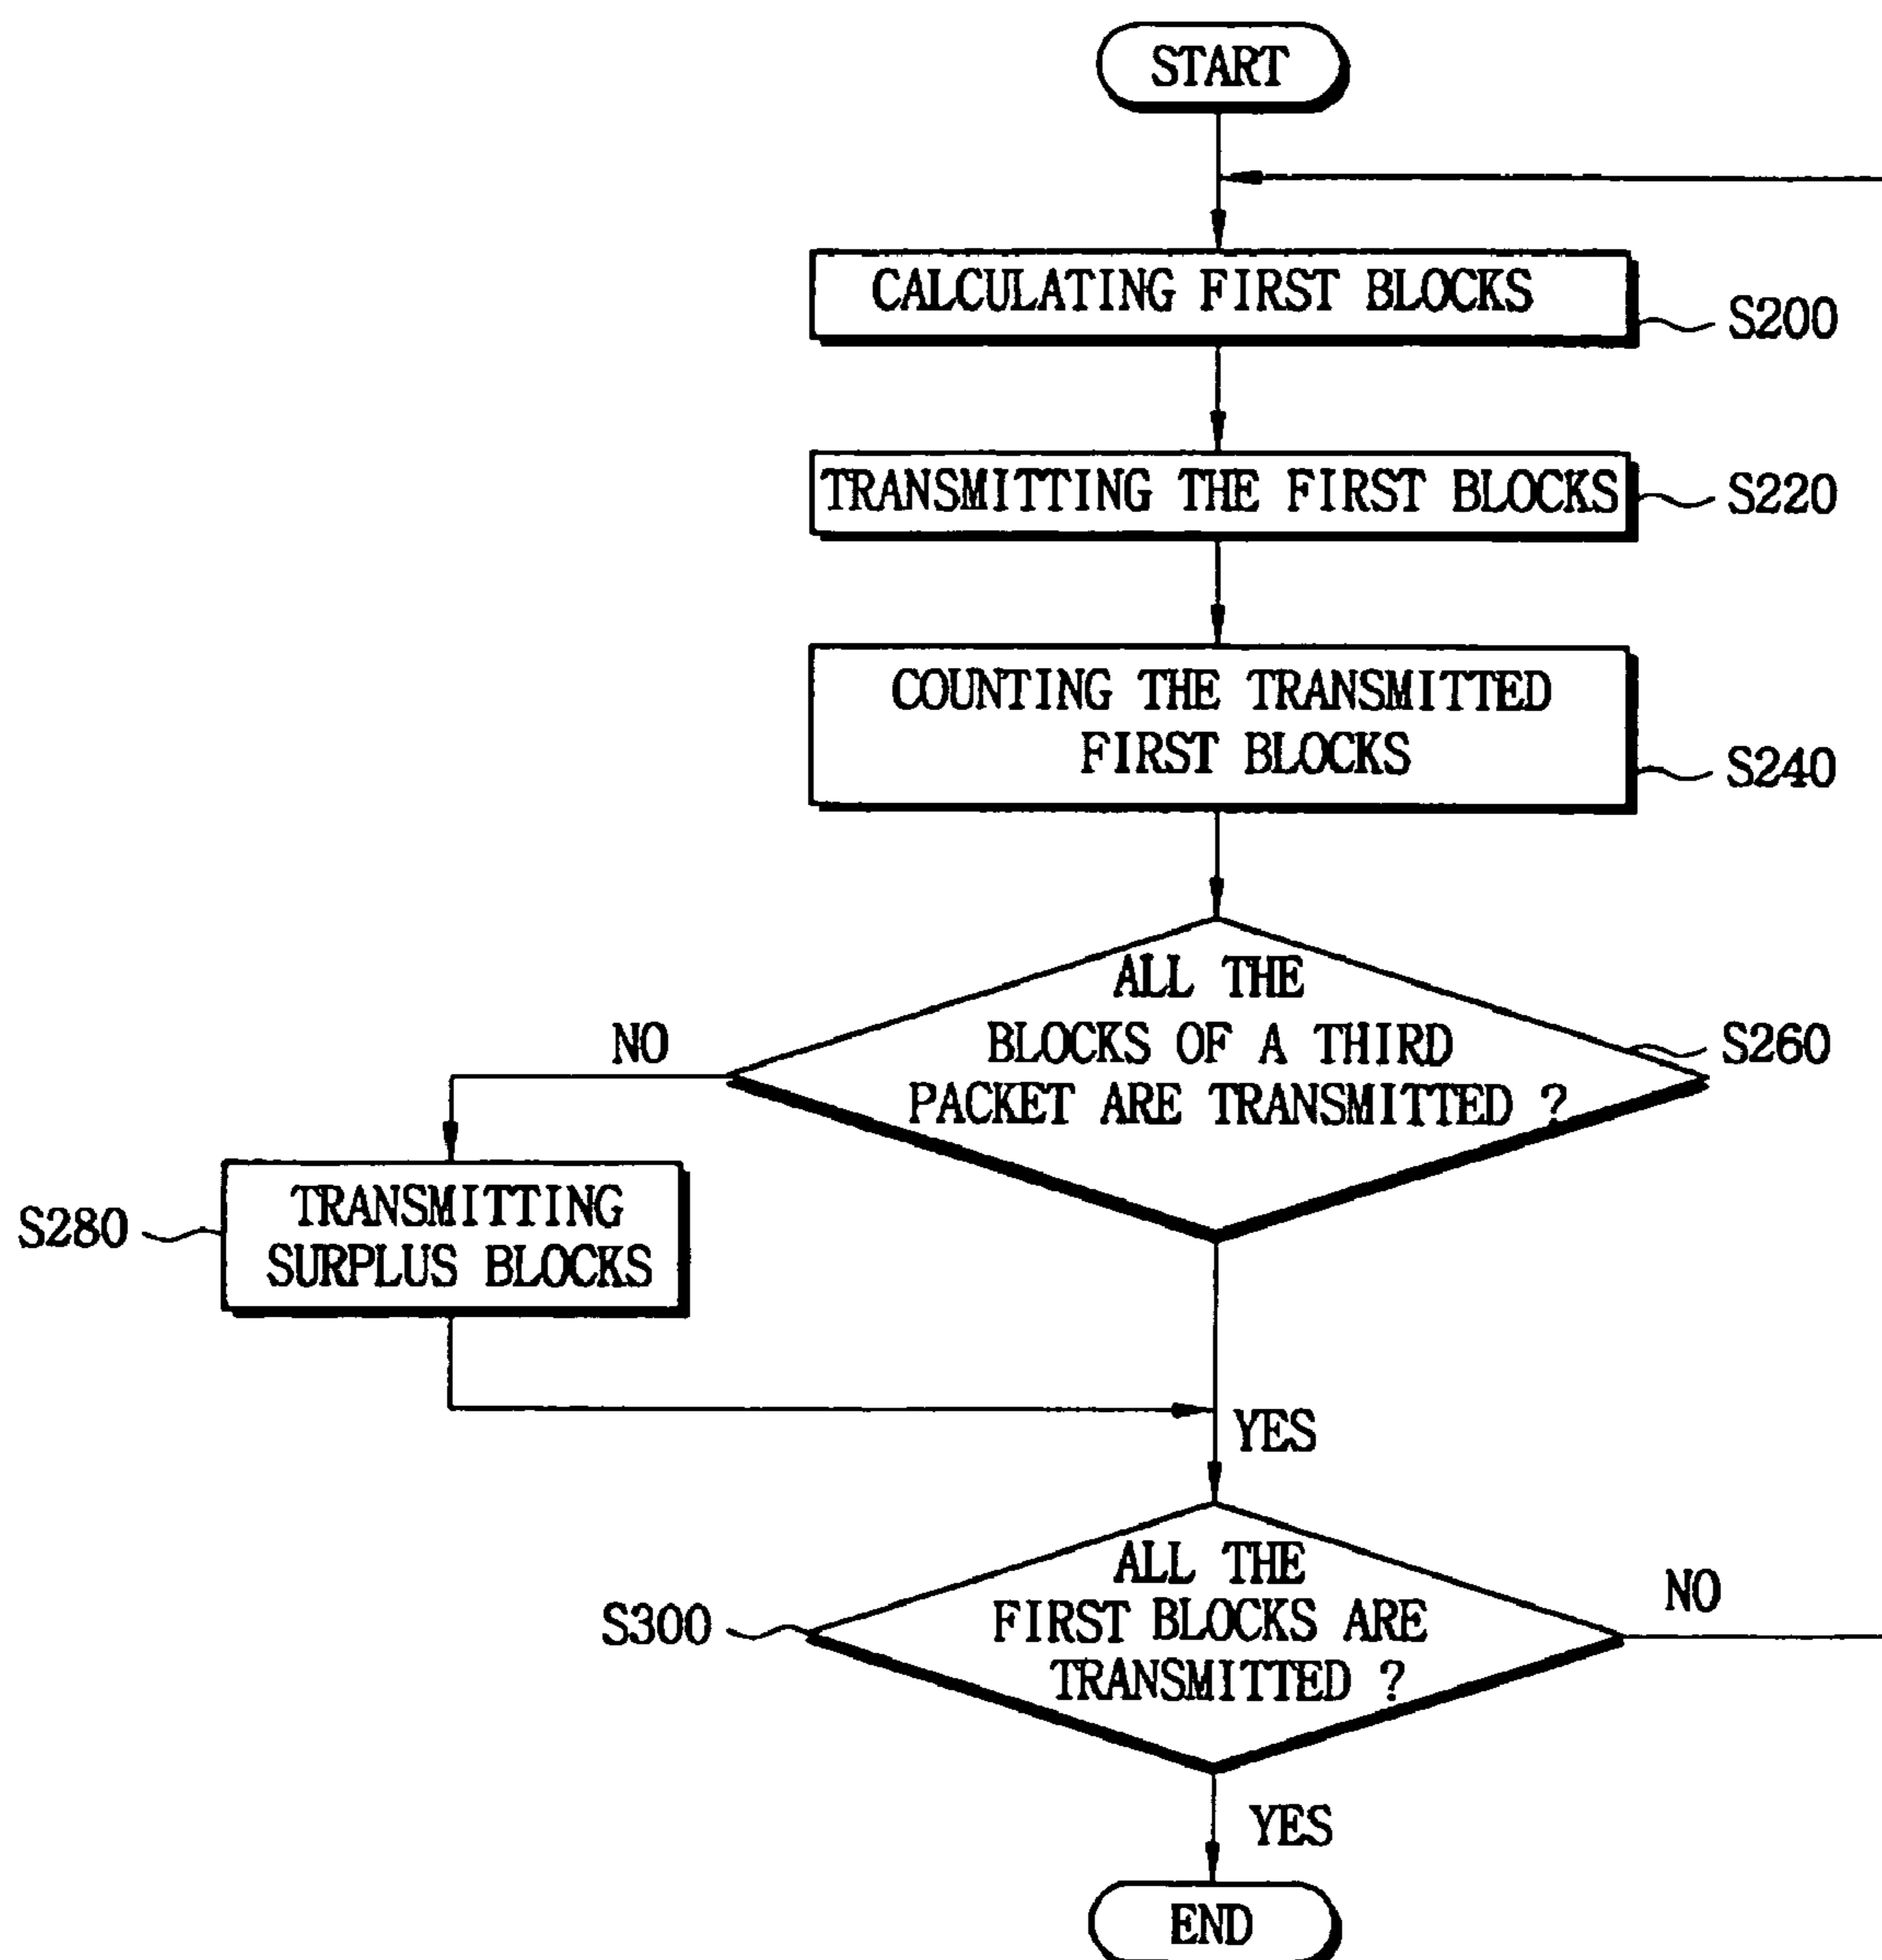 START
CALCULATING FIRST BLOCKS
S200
TRANSMITTING THE FIRST BLOCKS
S220
COUNTING THE TRANSMITTED
FIRST BLOCKS
S240
ALL THE
BLOCKS OF A THIRD
PACKET ARE TRANSMITTED ?
S260
NO
TRANSMITTING
SURPLUS BLOCKS
S280
YES
ALL THE
FIRST BLOCKS ARE
TRANSMITTED ?
S300
NO
YES
END